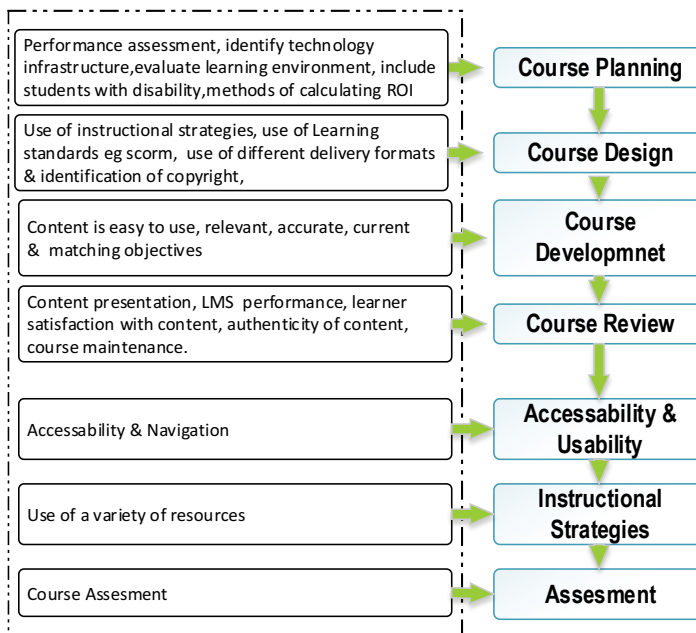 Performance assessment, identify technology
infrastructure,evaluate learning environment, include
students with disability,methods of calculating ROI
Course Planning
Use of instructional strategies, use of Learning
standards eg scorm, use of different delivery formats
& identification of copyright,
Course Design
Content is easy to use, relevant, accurate, current
& matching objectives
Course
Developmnet
Content presentation, LMS performance, learner
satisfaction with content, authenticity of content,
course maintenance.
Course Review
Accessability & Navigation
Accessability &
Usability
Use of a variety of resources
Instructional
Strategies
Course Assesment
Assesment